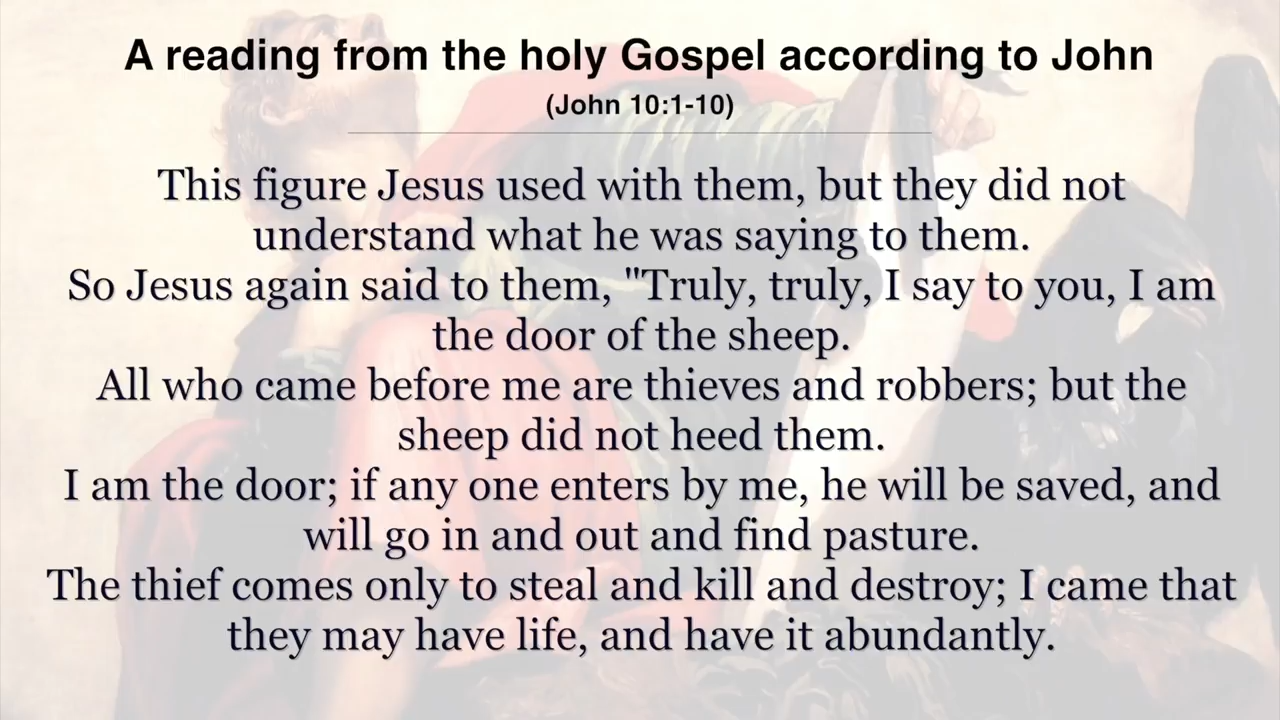 A reading from the holy Gospel according to John
(John 10:1-10)
This figure Jesus used with them, but they did not
understand what he was saying to them.
So Jesus again said to them, "Truly, truly, I say to you, I am
the door of the sheep.
All who came before me are thieves and robbers; but the
sheep did not heed them.
I am the door; if any one enters by me, he will be saved, and
will go in and out and find pasture.
The thief comes only to steal and kill and destroy; I came that
they may have life, and have it abundantly.